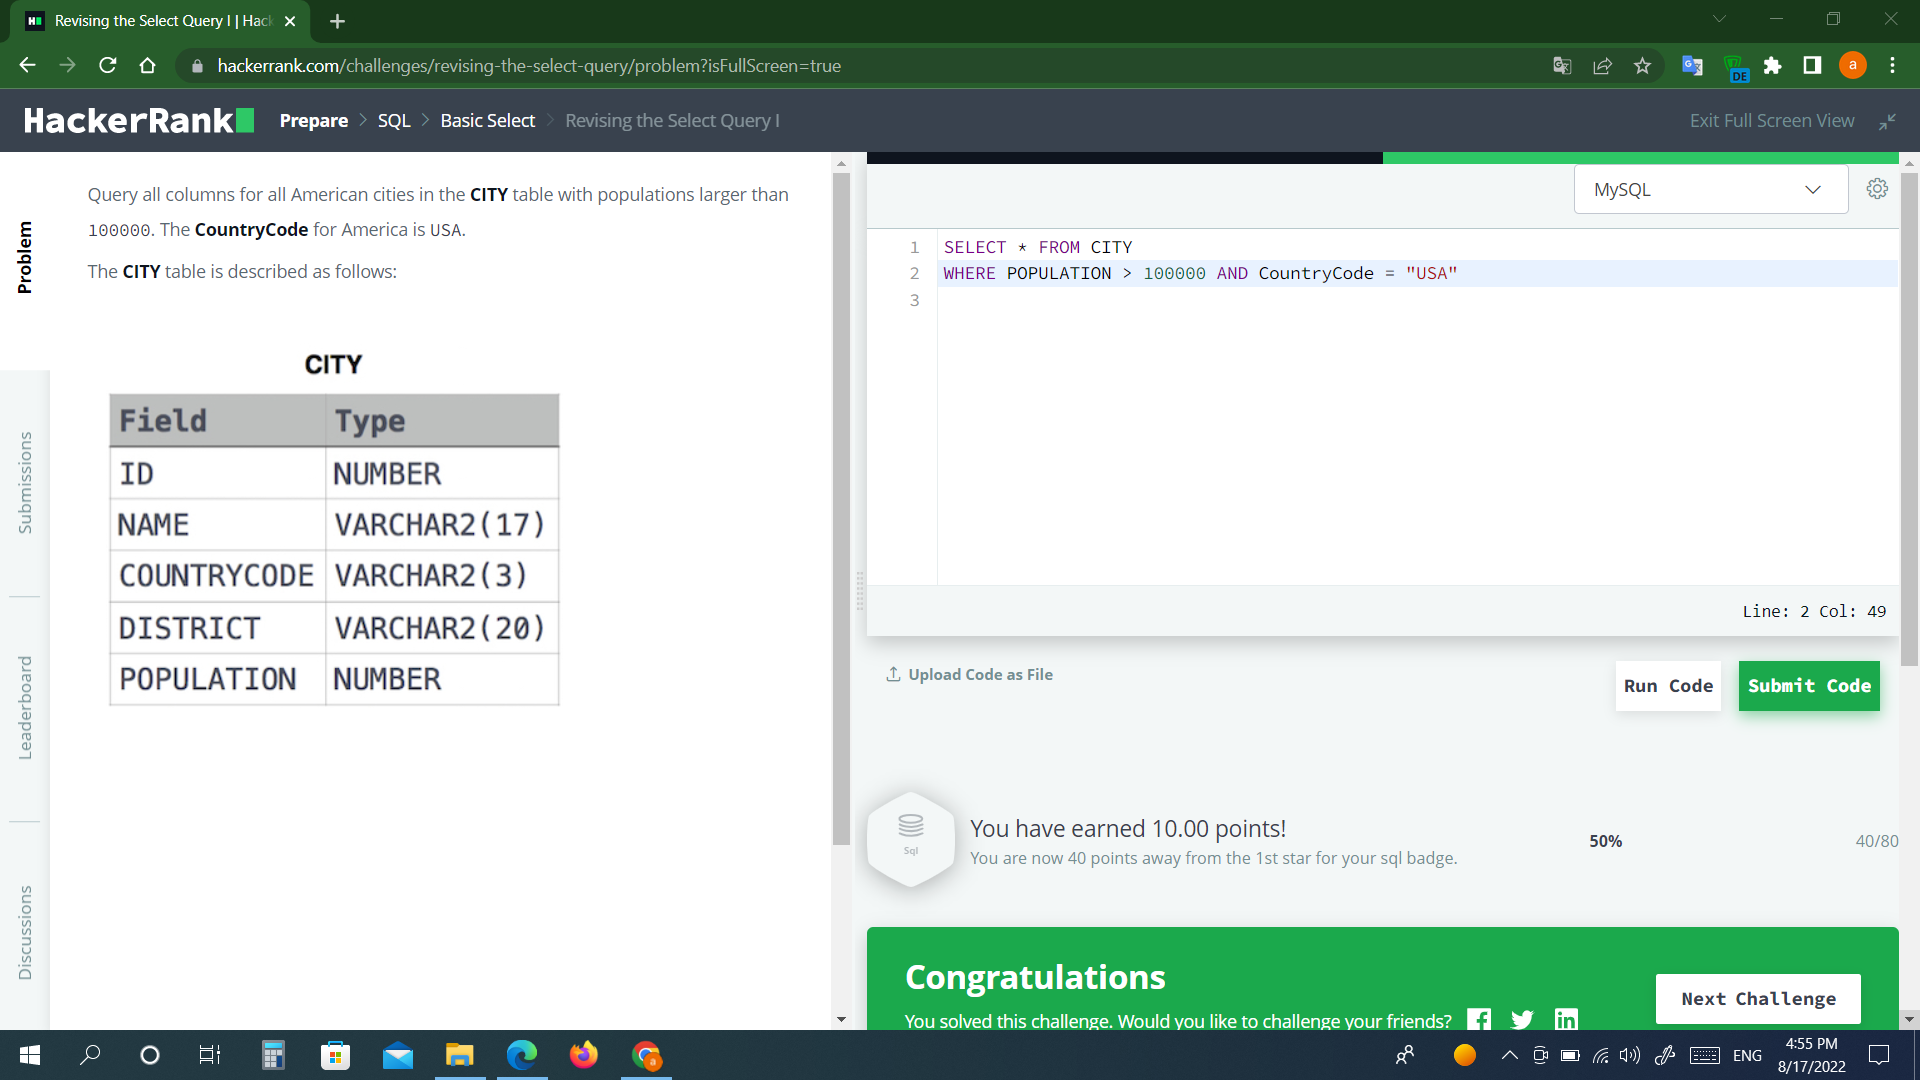 Revising the Select Query I | Hack
hackerrank.com/challenges/revising-the-select-query/problem?isFullScreen=true
DE
a
HackerRank
Prepare > SQL > Basic Select > Revising the Select Query I
Exit Full Screen View
Problem
Submissions
Leaderboard
Discussions
Query all columns for all American cities in the CITY table with populations larger than
100000. The CountryCode for America is USA.
The CITY table is described as follows:
CITY
Field Type
ID NUMBER
NAME VARCHAR2(17)
COUNTRYCODE VARCHAR2(3)
DISTRICT VARCHAR2(20)
POPULATION NUMBER
MySQL
1 SELECT * FROM CITY
2 WHERE POPULATION > 100000 AND CountryCode = "USA"
3
Line: 2 Col: 49
Upload Code as File
Run Code
Submit Code
Sql
You have earned 10.00 points!
You are now 40 points away from the 1st star for your sql badge.
50%
40/80
Congratulations
You solved this challenge. Would you like to challenge your friends?
Next Challenge
ENG
4:55 PM
8/17/2022